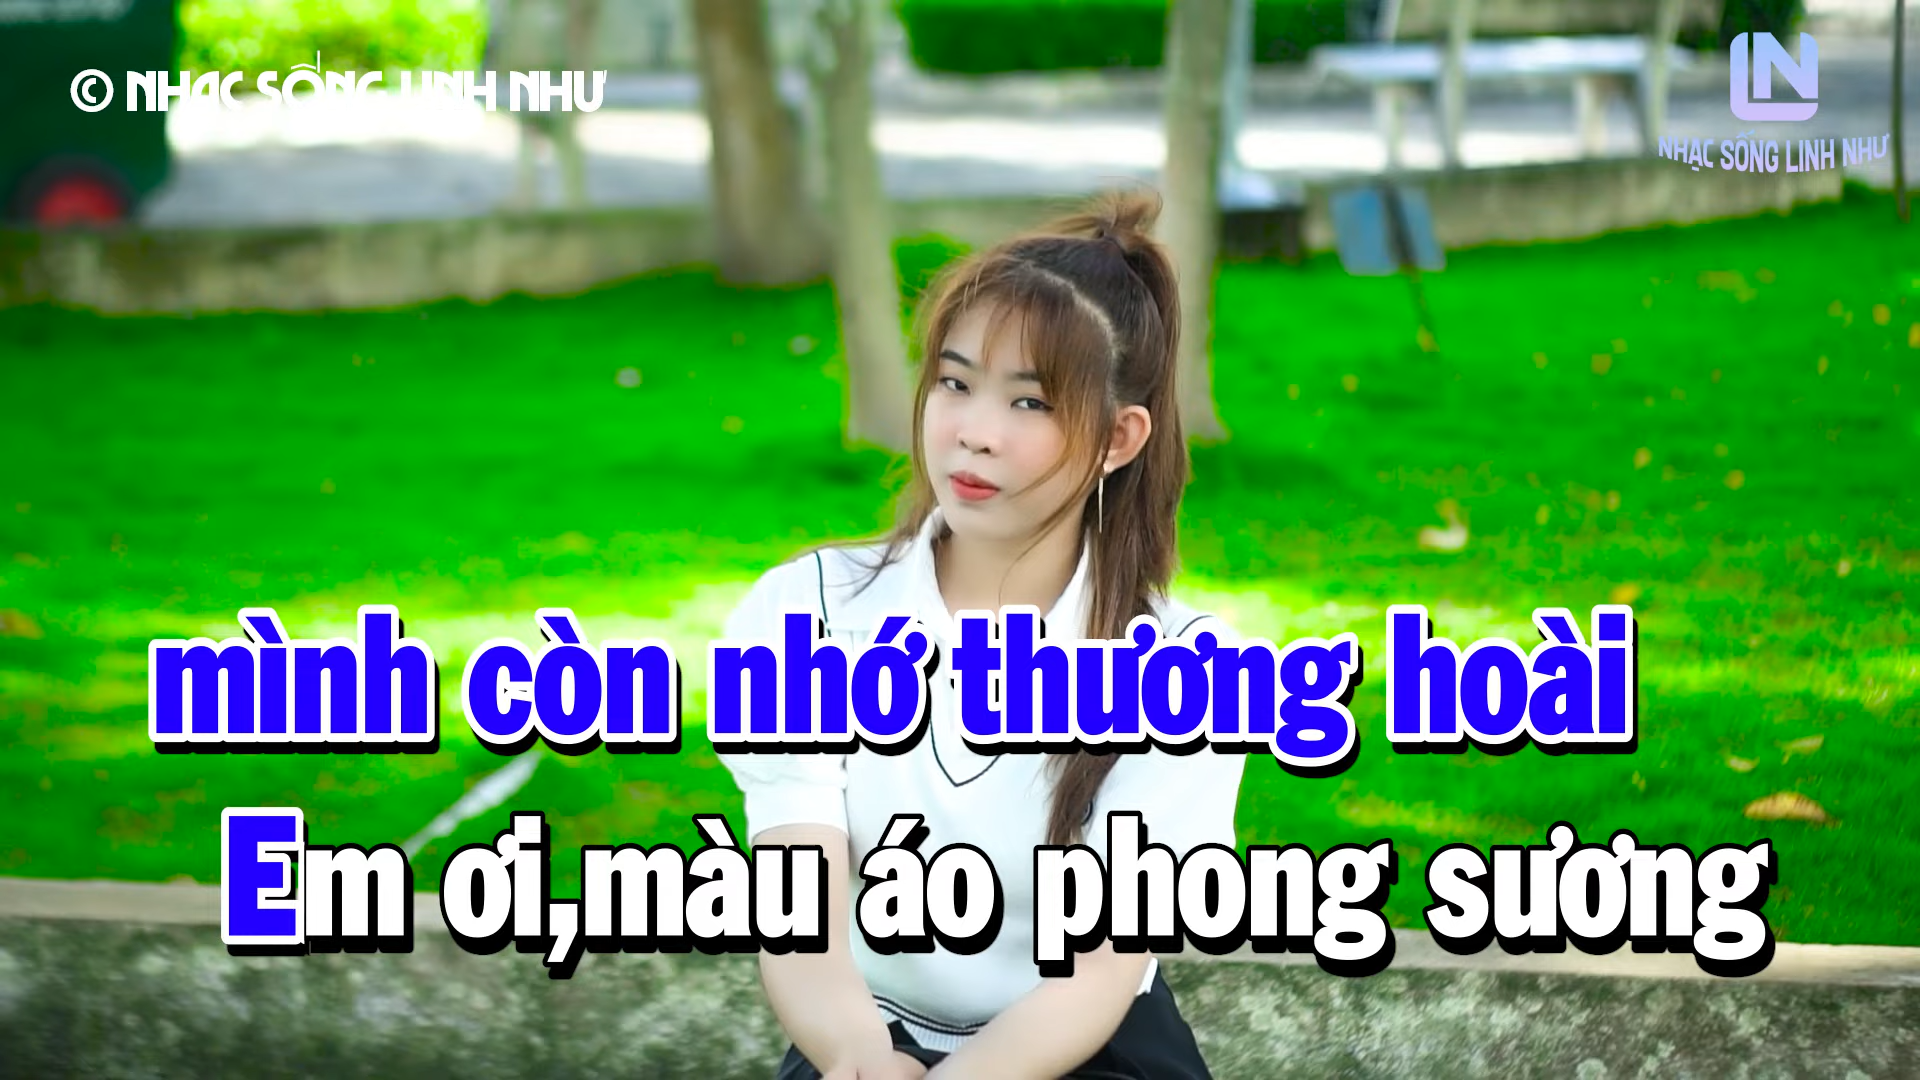 © NHẠC SỐNG LINH NHƯ
LN
NHẠC SỐNG LINH NHƯ
mình còn nhớ thương hoài
Em ơi,màu áo phong sương